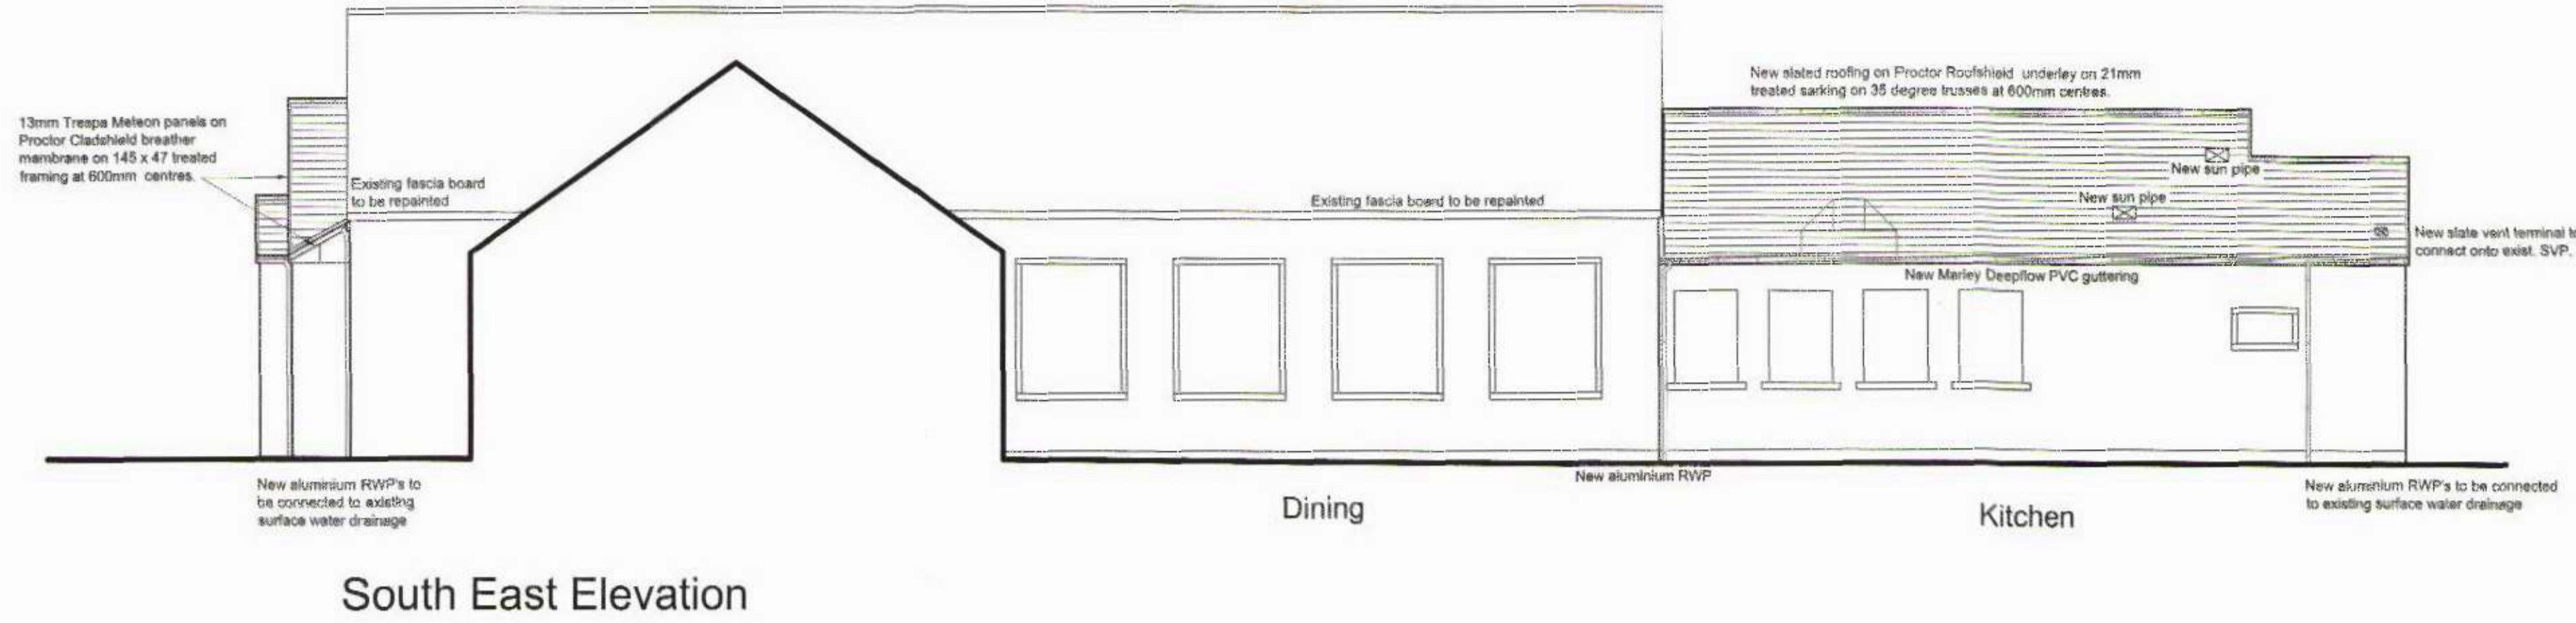 New slated roofing on Proctor Roofshield underlay on 21mm
treated sarking on 35 degree trusses at 600mm centres.
13mm Trespa Meteon panels on
Proctor Cladshield breather
membrane on 145 x 47 treated
framing at 600mm centres.
Existing fascia board
to be repainted
Existing fascia board to be repainted
New sun pipe
New sun pipe
New slate vent terminal to
connect onto exist. SVP.
New Marley Deepflow PVC guttering
New aluminium RWP's to
be connected to existing
surface water drainage
New aluminium RWP
New aluminium RWP's to be connected
to existing surface water drainage
Dining
Kitchen
South East Elevation